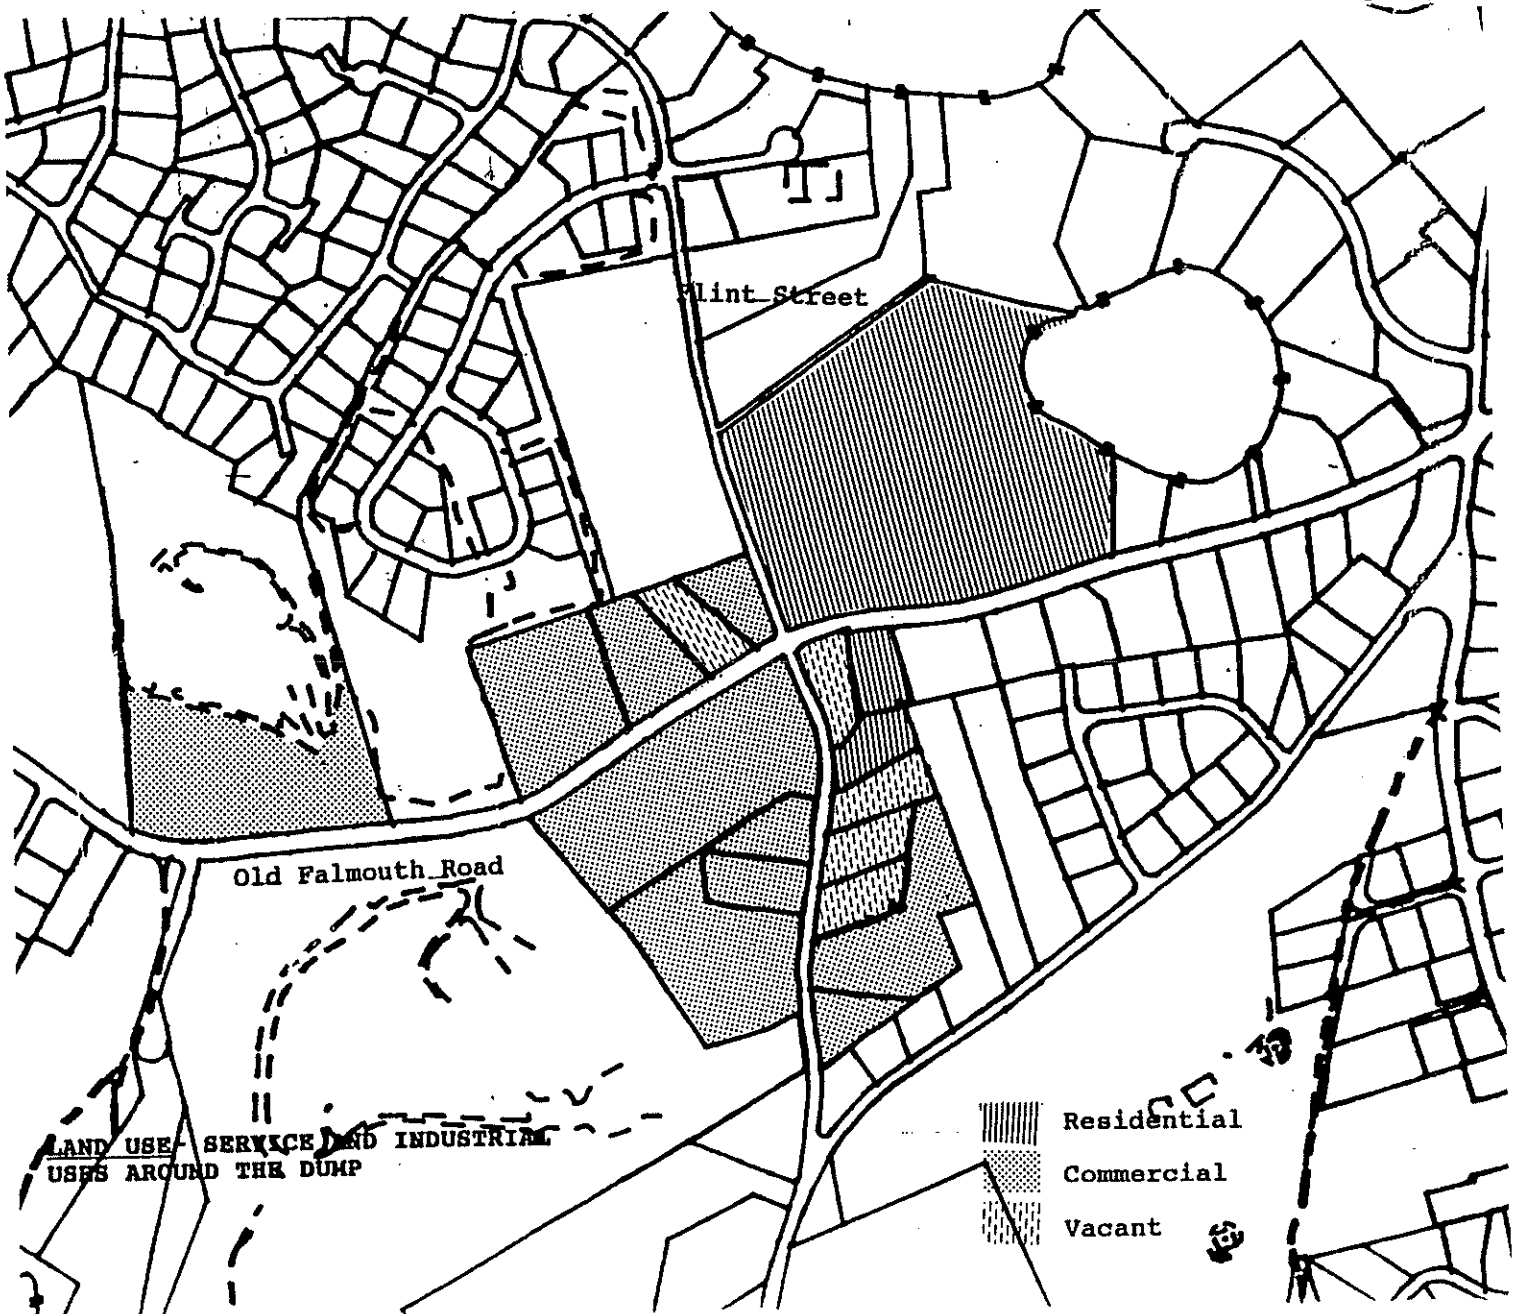 Flint Street
Old Falmouth Road
LAND USE- SERVICE AND INDUSTRIAL
USES AROUND THE DUMP
Residential
Commercial
Vacant